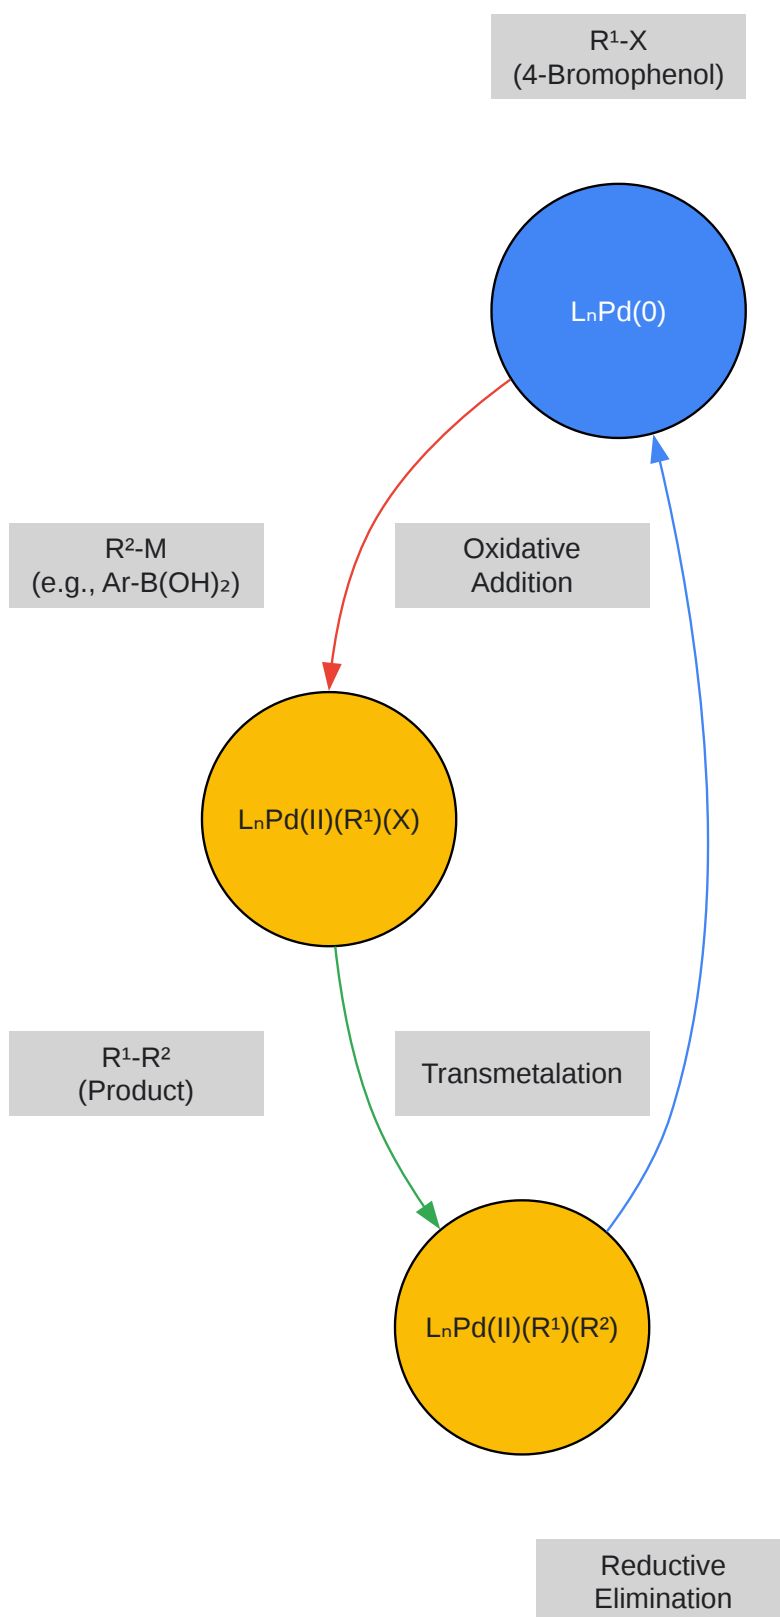 R¹-X
(4-Bromophenol)
LₙPd(0)
R²-M
(e.g., Ar-B(OH)₂)
Oxidative
Addition
LₙPd(II)(R¹)(X)
R¹-R²
(Product)
Transmetalation
LₙPd(II)(R¹)(R²)
Reductive
Elimination